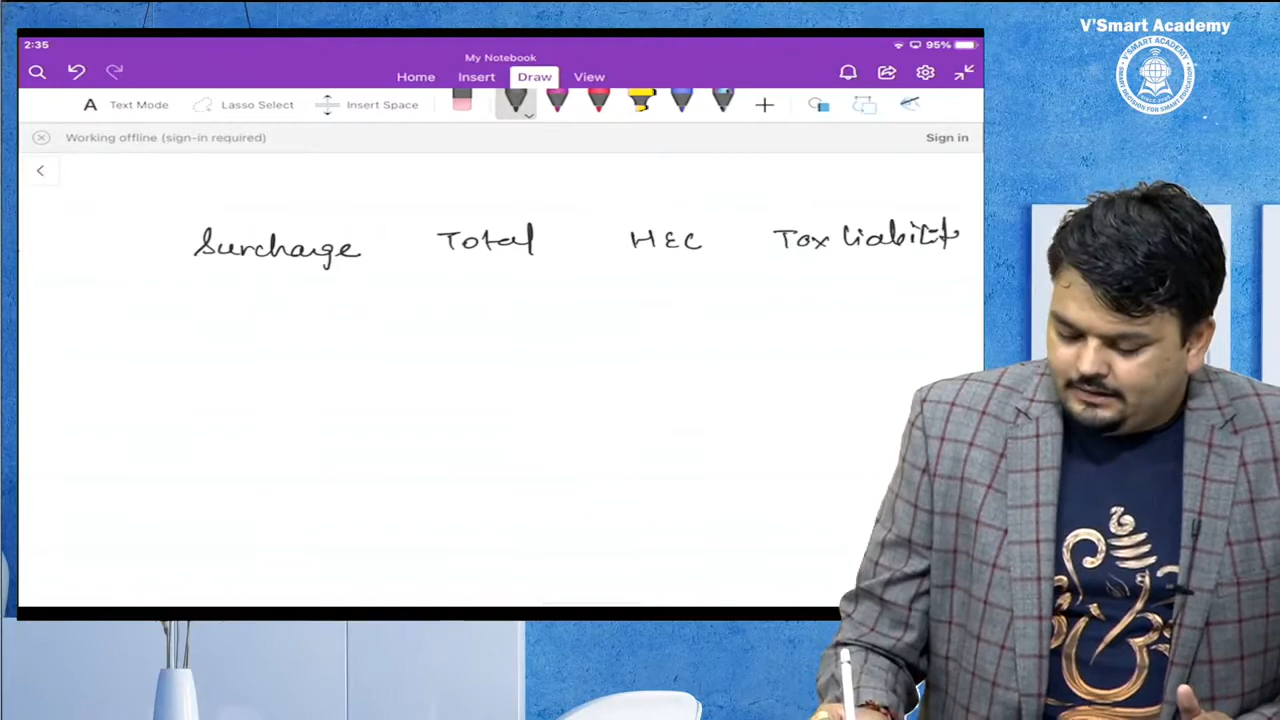 V'Smart Academy
2:35
95%
My Notebook
Home Insert Draw View
A Text Mode Lasso Select Insert Space
Working offline (sign-in required) Sign in
Surcharge Total HEC Tax Liability